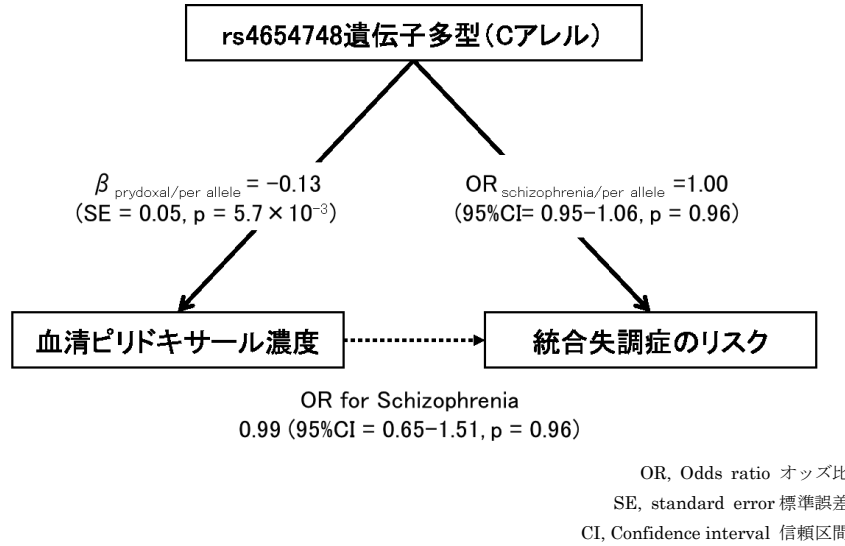 rs4654748遺伝子多型(Cアレル)
β prydoxal/per allele = −0.13
(SE = 0.05, p = 5.7 × 10⁻³)
OR schizophrenia/per allele =1.00
(95%CI= 0.95−1.06, p = 0.96)
血清ピリドキサール濃度
統合失調症のリスク
OR for Schizophrenia
0.99 (95%CI = 0.65−1.51, p = 0.96)
OR, Odds ratio オッズ比
SE, standard error 標準誤差
CI, Confidence interval 信頼区間